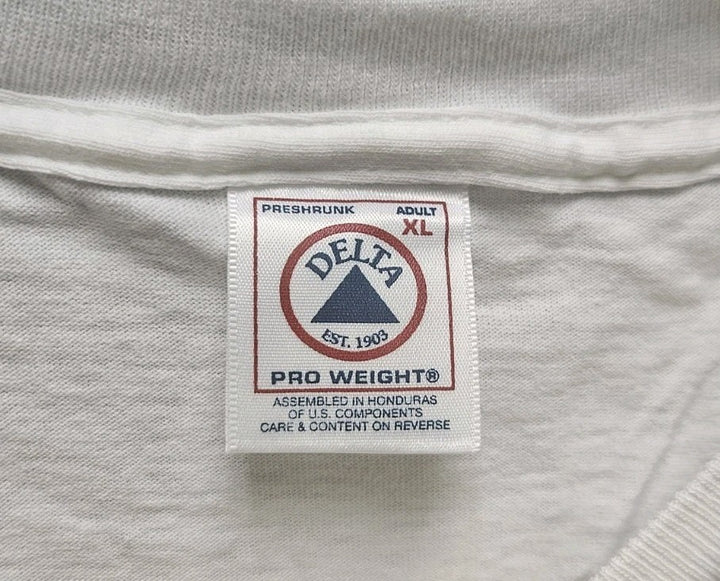 PRESHRUNK ADULT
XL
DELTA
EST. 1903
PRO WEIGHT®
ASSEMBLED IN HONDURAS
OF U.S. COMPONENTS
CARE & CONTENT ON REVERSE